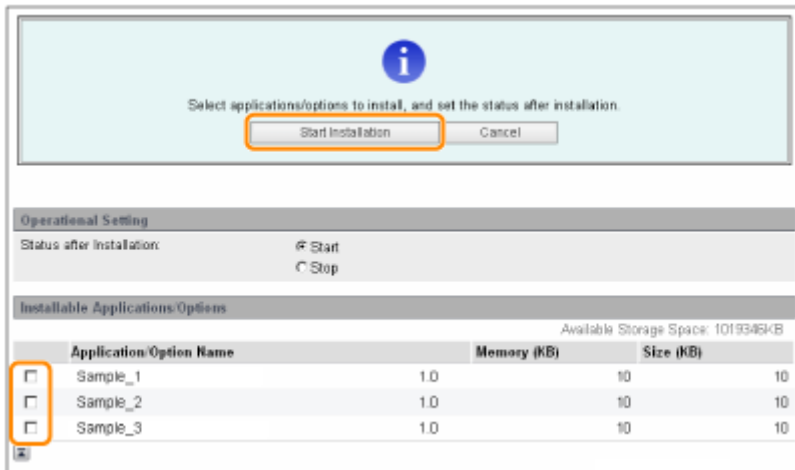 Select applications/options to install, and set the status after installation.
Start Installation Cancel
Operational Setting
Status after Installation: Start
Stop
Installable Applications/Options
Available Storage Space: 1019346KB
Application/Option Name Memory (KB) Size (KB)
Sample_1 1.0 10 10
Sample_2 1.0 10 10
Sample_3 1.0 10 10